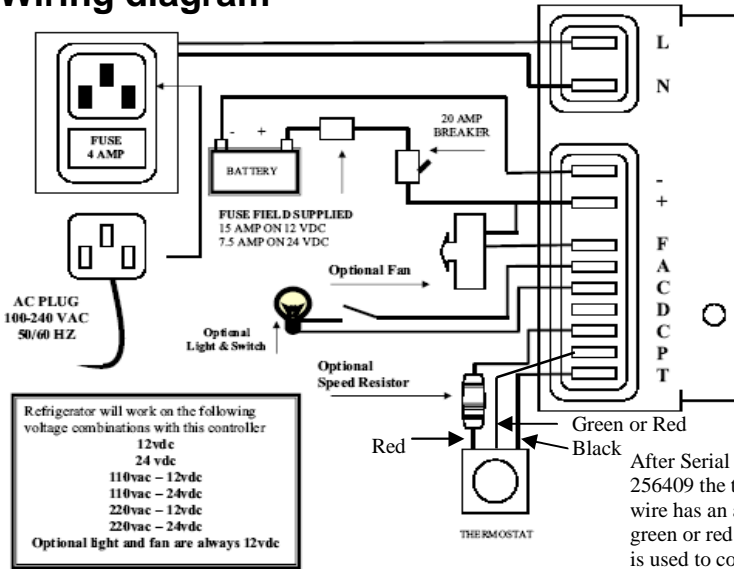 Wiring diagram
L
N
FUSE
4 AMP
- +
BATTERY
20 AMP
BREAKER
-
+
FUSE FIELD SUPPLIED
15 AMP ON 12 VDC
7.5 AMP ON 24 VDC
F
A
C
D
C
P
T
Optional Fan
AC PLUG
100-240 VAC
50/60 HZ
Optional
Light & Switch
Optional
Speed Resistor
Refrigerator will work on the following
voltage combinations with this controller
12vdc
24 vdc
110vac – 12vdc
110vac – 24vdc
220vac – 12vdc
220vac – 24vdc
Optional light and fan are always 12vdc
Red
Green or Red
Black
THERMOSTAT
After Serial
256409 the
wire has an
green or red
is used to